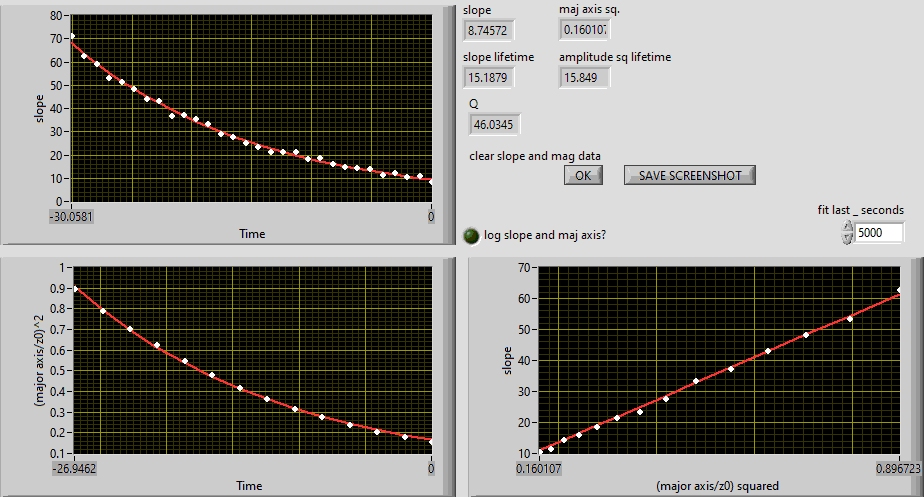 slope
maj axis sq.
8.74572
0.160107
slope lifetime
amplitude sq lifetime
15.1879
15.849
Q
46.0345
clear slope and mag data
OK
SAVE SCREENSHOT
fit last _ seconds
5000
log slope and maj axis?
80
70
60
50
40
30
20
10
0
slope
-30.0581
0
Time
1
0.9
0.8
0.7
0.6
0.5
0.4
0.3
0.2
0.1
(major axis/z0))^2
-26.9462
0
Time
70
60
50
40
30
20
10
slope
0.160107
0.896723
(major axis/z0) squared